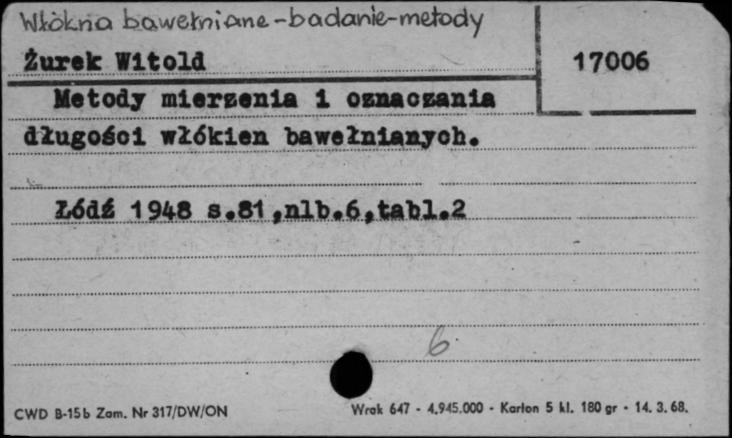 Włókna bawełniane-badanie-metody
Żurek Witold
17006
Metody mierzenia i oznaczania
długości włókien bawełnianych.
Łódź 1948 s.81,nlb.6,tabl.2
6
CWD B-15b Zam. Nr 317/DW/ON
Wrak 647 - 4.945.000 - Karton 5 kl. 180 gr - 14. 3. 68.